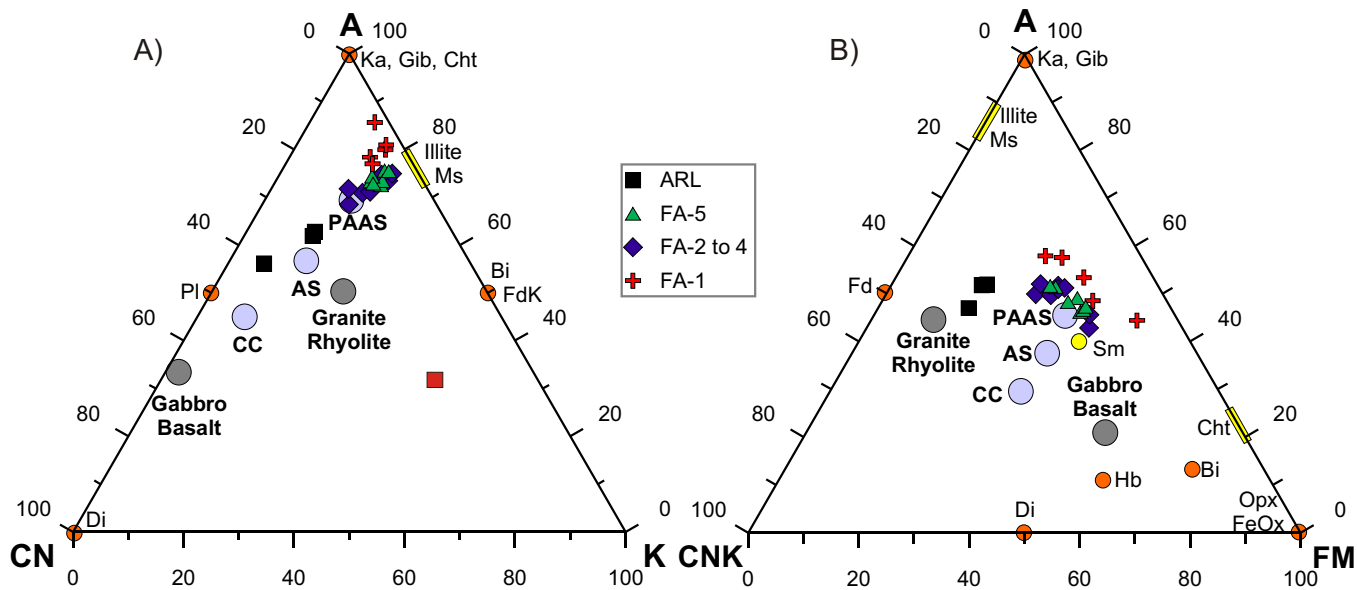 A)
A
0
100
Ka, Gib, Cht
20
80
Illite
Ms
40
PAAS
60
Pl
AS
Bi
FdK
60
CC
Granite
Rhyolite
40
Gabbro
Basalt
80
20
100
Di
0
CN
K
0
20
40
60
80
100
ARL
FA-5
FA-2 to 4
FA-1
B)
A
0
100
Ka, Gib
20
Illite
Ms
80
40
60
Fd
60
PAAS
40
Granite
Rhyolite
AS
Sm
CC
Gabbro
Basalt
80
Cht
20
Hb
Bi
100
Di
Opx
FeOx
0
CNK
FM
0
20
40
60
80
100